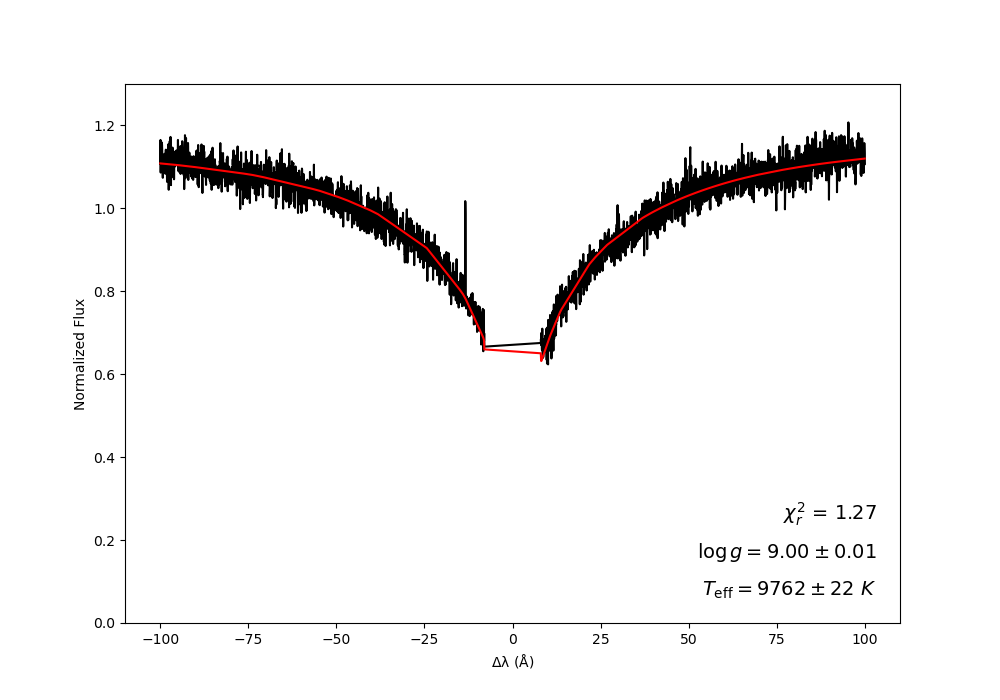 1.2
1.0
0.8
0.6
0.4
0.2
0.0
Normalized Flux
χ²ᵣ = 1.27
log g = 9.00 ± 0.01
T_eff = 9762 ± 22 K
−100 −75 −50 −25 0 25 50 75 100
Δλ (Å)